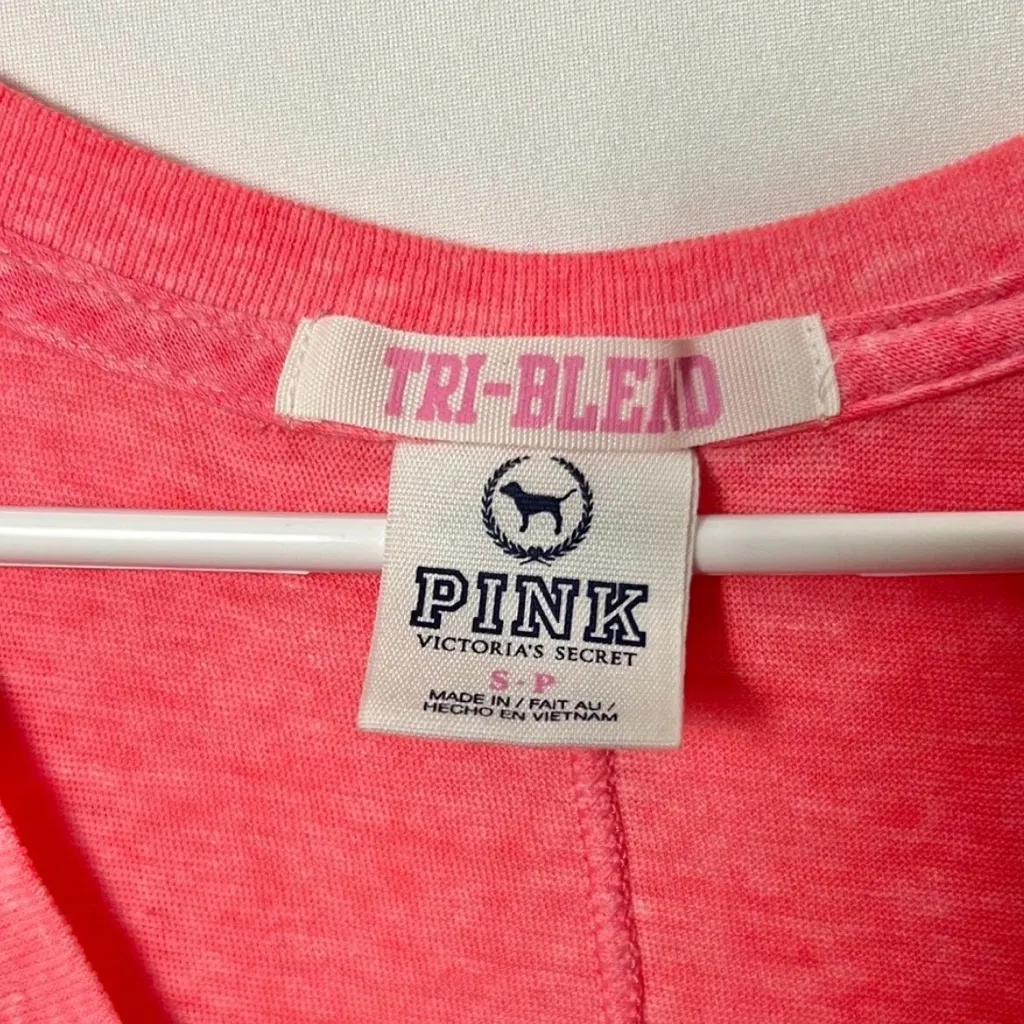 TRI-BLEND
PINK
VICTORIA'S SECRET
S - P
MADE IN / FAIT AU /
HECHO EN VIETNAM